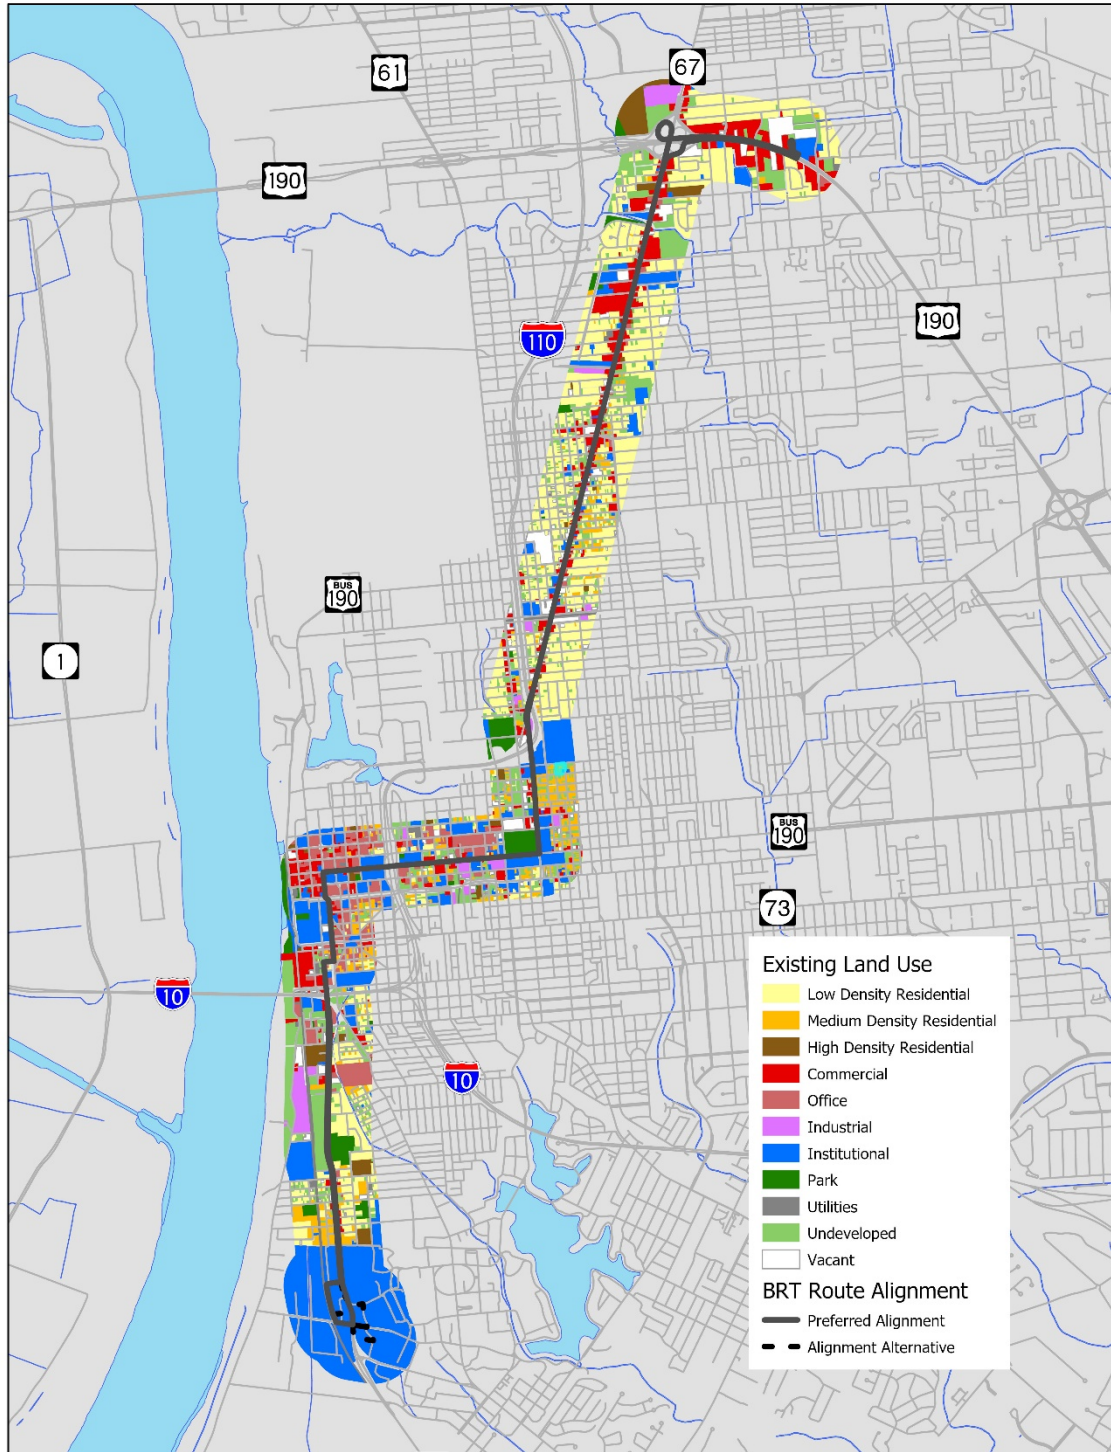 61
67
190
190
110
BUS
190
1
BUS
190
73
10
10
Existing Land Use
Low Density Residential
Medium Density Residential
High Density Residential
Commercial
Office
Industrial
Institutional
Park
Utilities
Undeveloped
Vacant
BRT Route Alignment
Preferred Alignment
Alignment Alternative